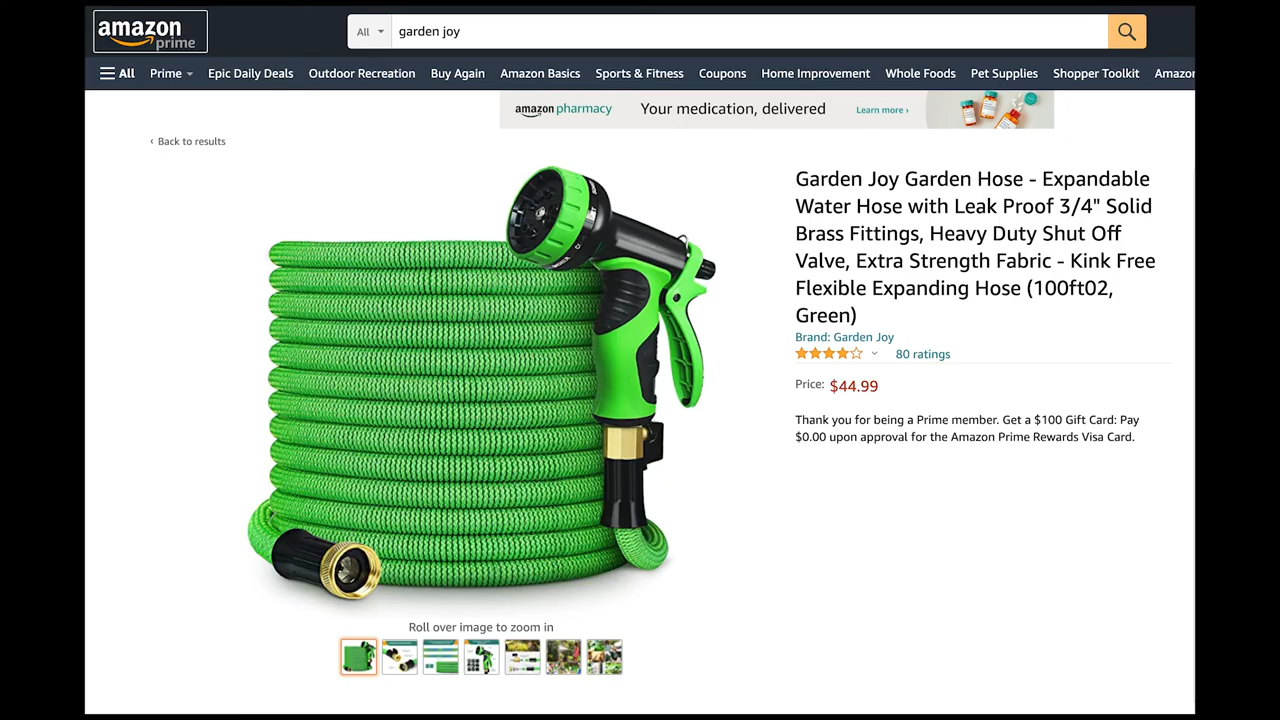 amazon
prime
All
garden joy
All
Prime
Epic Daily Deals
Outdoor Recreation
Buy Again
Amazon Basics
Sports & Fitness
Coupons
Home Improvement
Whole Foods
Pet Supplies
Shopper Toolkit
Amazon
amazon pharmacy
Your medication, delivered
Learn more ›
‹ Back to results
Garden Joy Garden Hose - Expandable
Water Hose with Leak Proof 3/4" Solid
Brass Fittings, Heavy Duty Shut Off
Valve, Extra Strength Fabric - Kink Free
Flexible Expanding Hose (100ft02,
Green)
Brand: Garden Joy
80 ratings
Price: $44.99
Thank you for being a Prime member. Get a $100 Gift Card: Pay
$0.00 upon approval for the Amazon Prime Rewards Visa Card.
Roll over image to zoom in